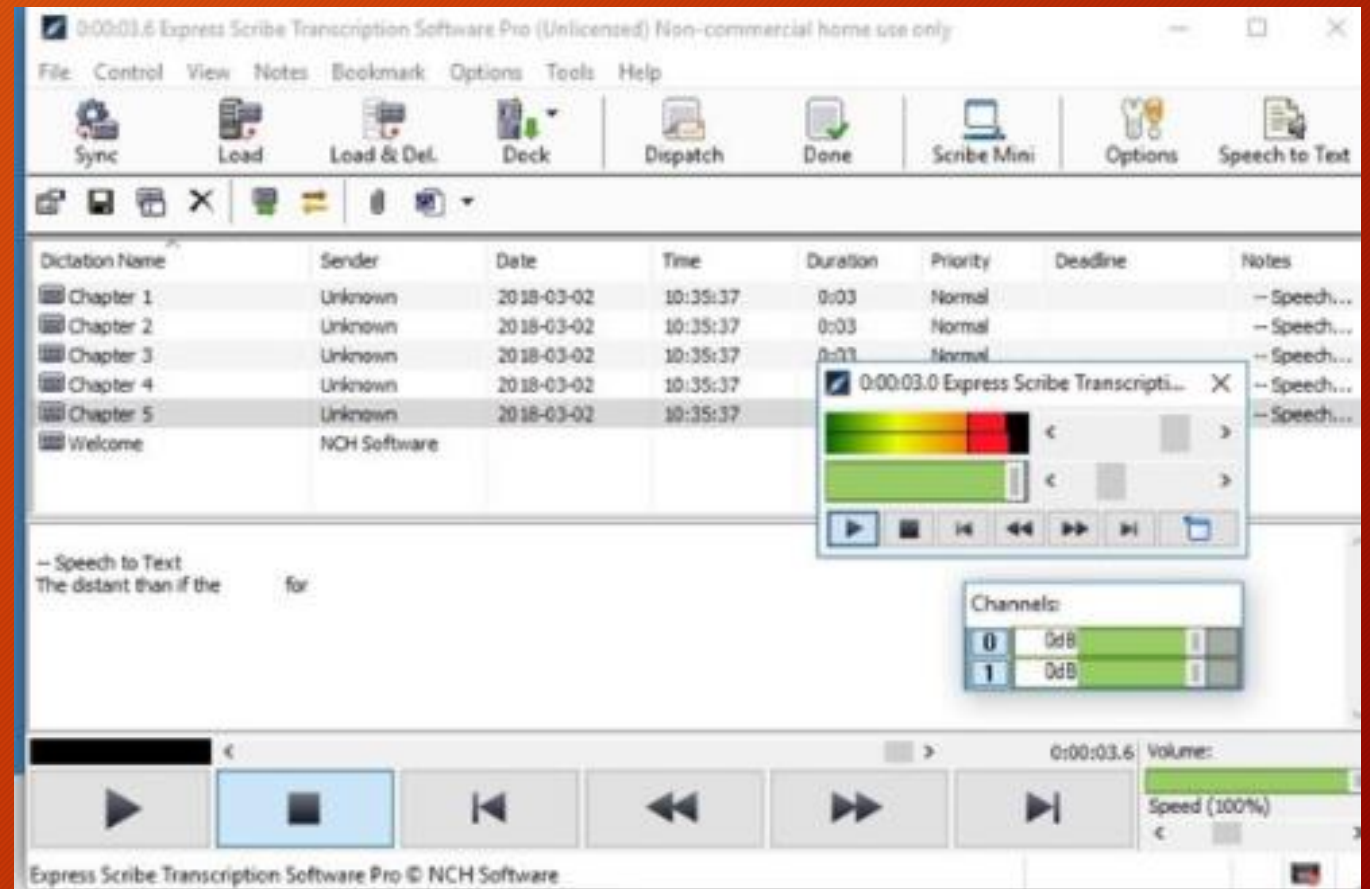 0:00:03.6 Express Scribe Transcription Software Pro (Unlicensed) Non-commercial home use only
File Control View Notes Bookmark Options Tools Help
Sync Load Load & Del. Deck Dispatch Done Scribe Mini Options Speech to Text
Dictation Name Sender Date Time Duration Priority Deadline Notes
Chapter 1 Unknown 2018-03-02 10:35:37 0:03 Normal -- Speech...
Chapter 2 Unknown 2018-03-02 10:35:37 0:03 Normal -- Speech...
Chapter 3 Unknown 2018-03-02 10:35:37 0:03 Normal -- Speech...
Chapter 4 Unknown 2018-03-02 10:35:37 -- Speech...
Chapter 5 Unknown 2018-03-02 10:35:37 -- Speech...
Welcome NCH Software
0:00:03.0 Express Scribe Transcripti...
-- Speech to Text
The distant than if the for
Channels:
0 0dB
1 0dB
0:00:03.6 Volume:
Speed (100%)
Express Scribe Transcription Software Pro © NCH Software